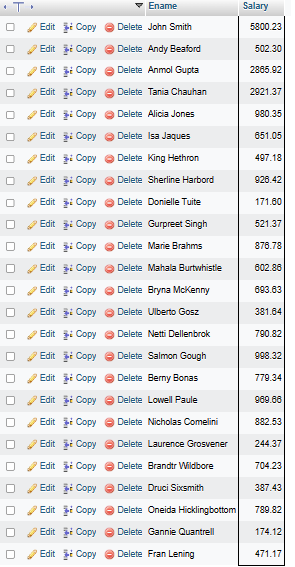 Ename Salary
Edit Copy Delete John Smith 5800.23
Edit Copy Delete Andy Beaford 502.30
Edit Copy Delete Anmol Gupta 2865.92
Edit Copy Delete Tania Chauhan 2921.37
Edit Copy Delete Alicia Jones 980.35
Edit Copy Delete Isa Jaques 651.05
Edit Copy Delete King Hethron 497.18
Edit Copy Delete Sherline Harbord 926.42
Edit Copy Delete Donielle Tuite 171.60
Edit Copy Delete Gurpreet Singh 521.37
Edit Copy Delete Marie Brahms 876.78
Edit Copy Delete Mahala Burtwhistle 602.86
Edit Copy Delete Bryna McKenny 693.63
Edit Copy Delete Ulberto Gosz 381.64
Edit Copy Delete Netti Dellenbrok 790.82
Edit Copy Delete Salmon Gough 998.32
Edit Copy Delete Berny Bonas 779.34
Edit Copy Delete Lowell Paule 969.66
Edit Copy Delete Nicholas Comelini 882.53
Edit Copy Delete Laurence Grosvener 244.37
Edit Copy Delete Brandtr Wildbore 704.23
Edit Copy Delete Druci Sixsmith 387.43
Edit Copy Delete Oneida Hicklingbottom 789.82
Edit Copy Delete Gannie Quantrell 174.12
Edit Copy Delete Fran Lening 471.17